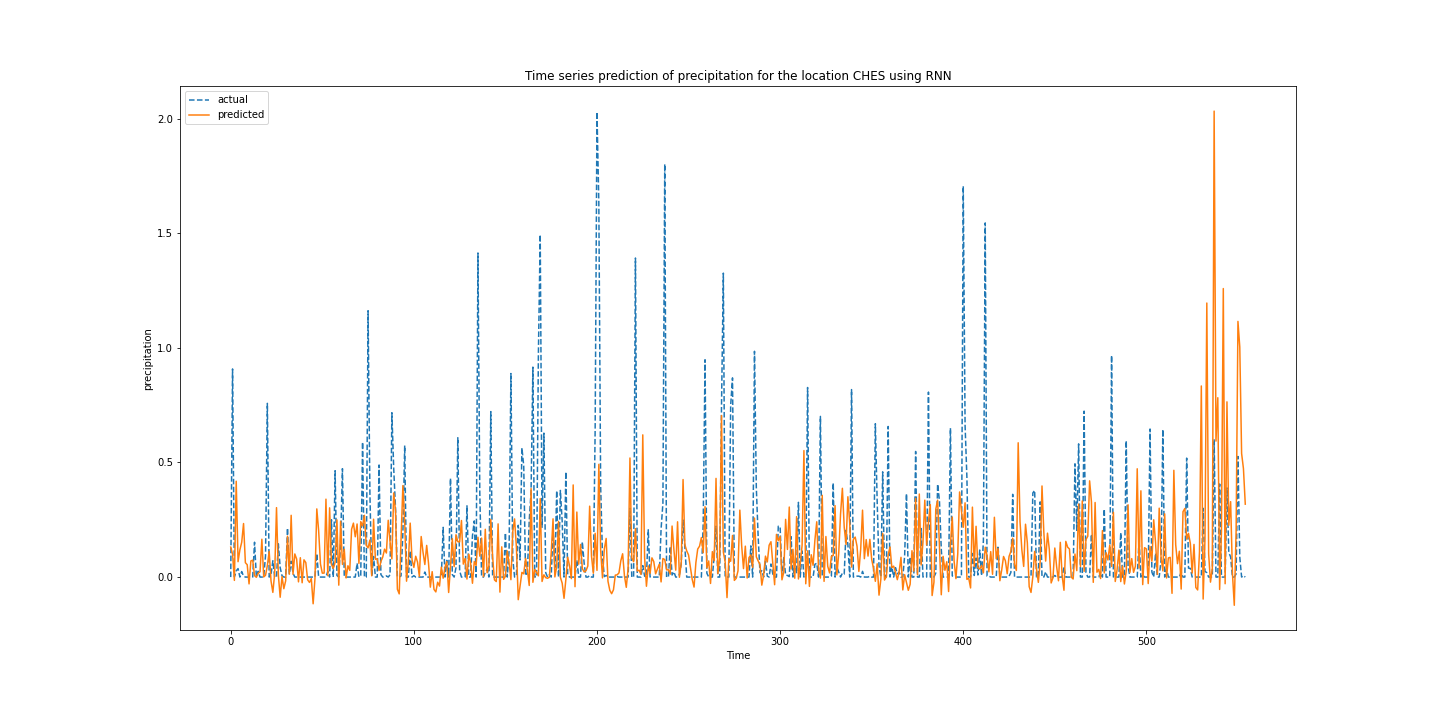 Time series prediction of precipitation for the location CHES using RNN
actual
predicted
2.0
1.5
1.0
0.5
0.0
precipitation
0 100 200 300 400 500
Time